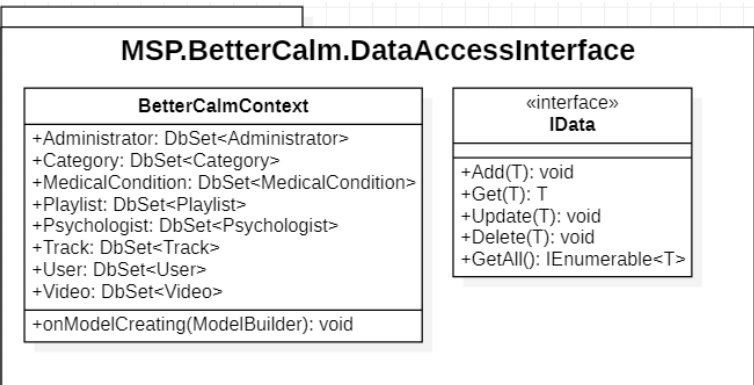 MSP.BetterCalm.DataAccessInterface
BetterCalmContext
+Administrator: DbSet<Administrator>
+Category: DbSet<Category>
+MedicalCondition: DbSet<MedicalCondition>
+Playlist: DbSet<Playlist>
+Psychologist: DbSet<Psychologist>
+Track: DbSet<Track>
+User: DbSet<User>
+Video: DbSet<Video>
+onModelCreating(ModelBuilder): void
«interface»
IData
+Add(T): void
+Get(T): T
+Update(T): void
+Delete(T): void
+GetAll(): IEnumerable<T>